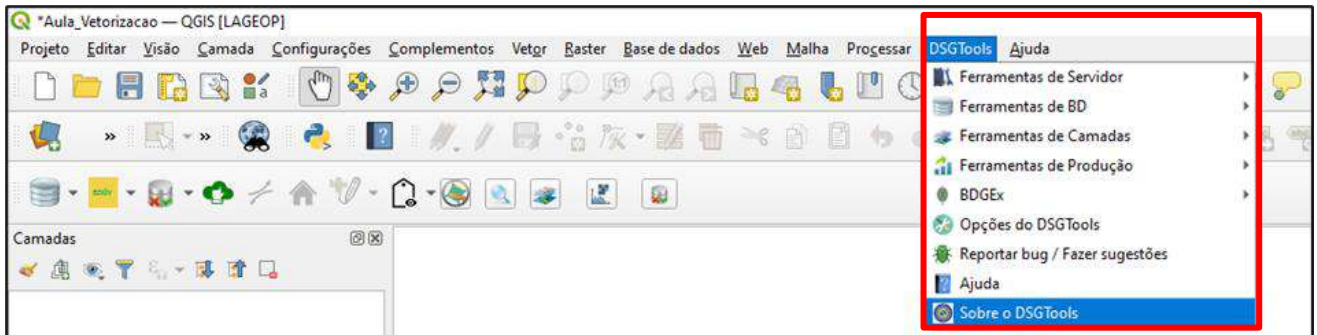 *Aula_Vetorizacao — QGIS [LAGEOP]
Projeto Editar Visão Camada Configurações Complementos Vetor Raster Base de dados Web Malha Processar DSGTools Ajuda
Ferramentas de Servidor
Ferramentas de BD
Ferramentas de Camadas
Ferramentas de Produção
BDGEx
Opções do DSGTools
Reportar bug / Fazer sugestões
Ajuda
Sobre o DSGTools
Camadas